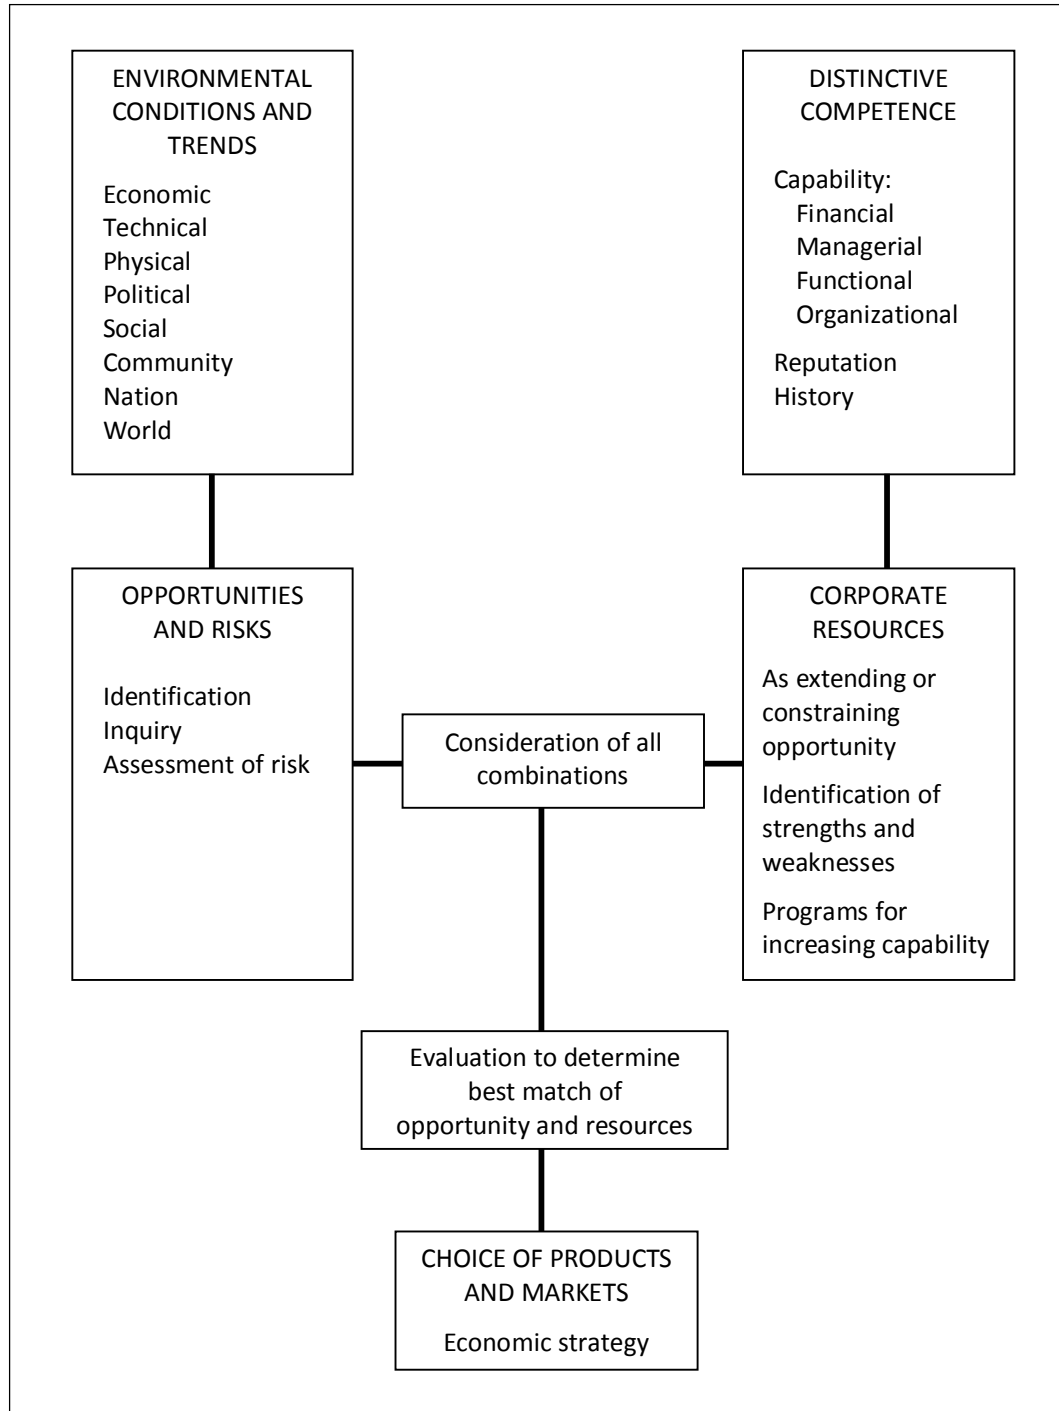 ENVIRONMENTAL
CONDITIONS AND
TRENDS
Economic
Technical
Physical
Political
Social
Community
Nation
World
DISTINCTIVE
COMPETENCE
Capability:
Financial
Managerial
Functional
Organizational
Reputation
History
OPPORTUNITIES
AND RISKS
Identification
Inquiry
Assessment of risk
Consideration of all
combinations
CORPORATE
RESOURCES
As extending or
constraining
opportunity
Identification of
strengths and
weaknesses
Programs for
increasing capability
Evaluation to determine
best match of
opportunity and resources
CHOICE OF PRODUCTS
AND MARKETS
Economic strategy